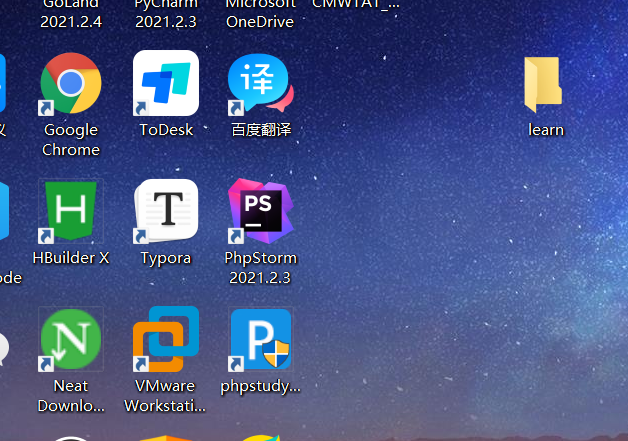 GoLand
2021.2.4
PyCharm
2021.2.3
Microsoft
OneDrive
CMWTAT_...
Google
Chrome
ToDesk
译
百度翻译
learn
H
HBuilder X
T
Typora
PS
PhpStorm
2021.2.3
ode
N
Neat
Downlo...
VMware
Workstati...
P
phpstudy...